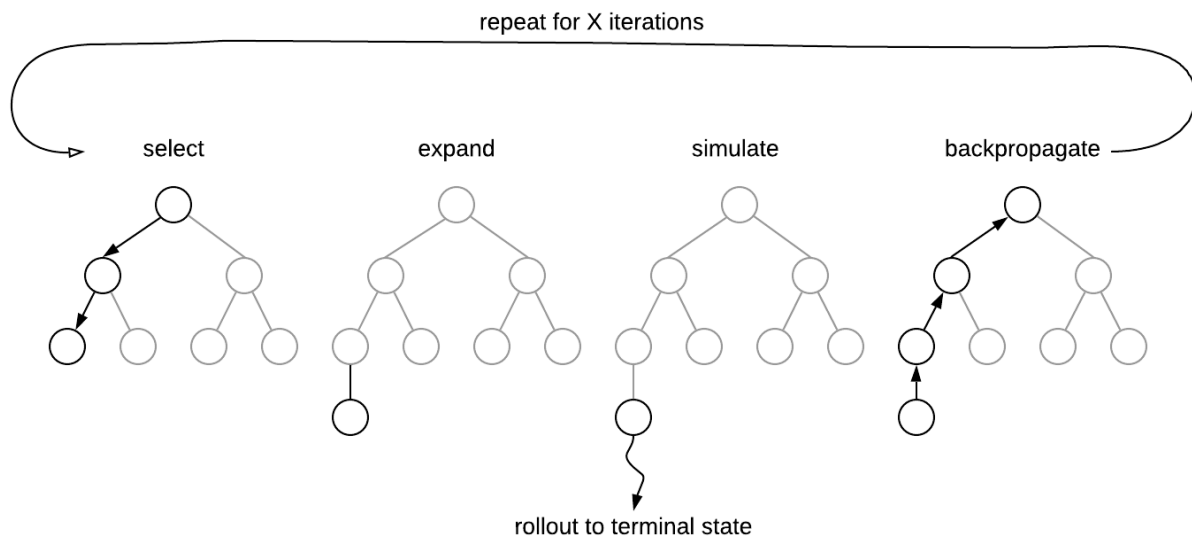 repeat for X iterations
select
expand
simulate
backpropagate
rollout to terminal state